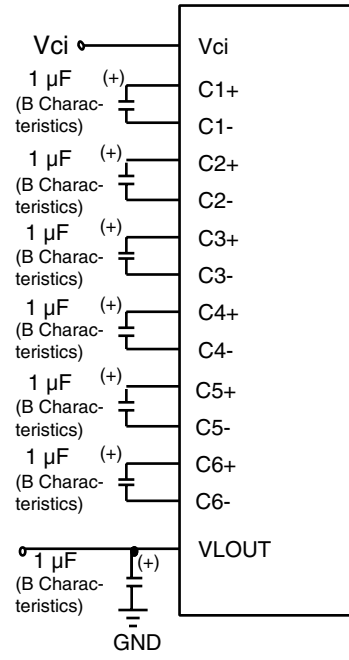 Vci Vci
1 µF (+) C1+
(B Charac-
teristics) C1-
1 µF (+) C2+
(B Charac-
teristics) C2-
1 µF (+) C3+
(B Charac-
teristics) C3-
1 µF (+) C4+
(B Charac-
teristics) C4-
1 µF (+) C5+
(B Charac-
teristics) C5-
1 µF (+) C6+
(B Charac-
teristics) C6-
VLOUT
1 µF (+)
(B Charac-
teristics)
GND